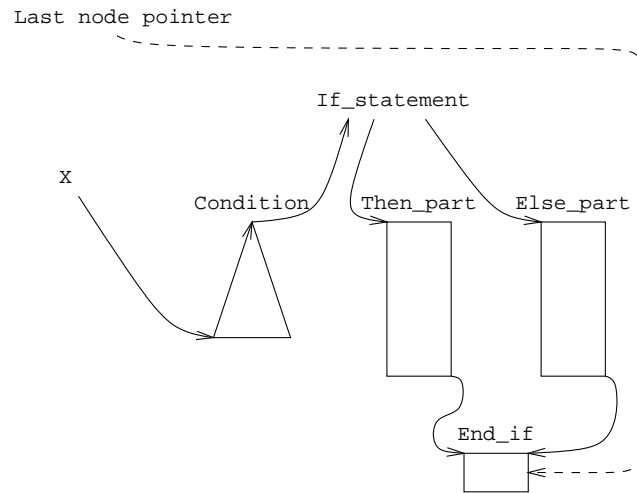 Last node pointer
If_statement
X
Condition
Then_part
Else_part
End_if